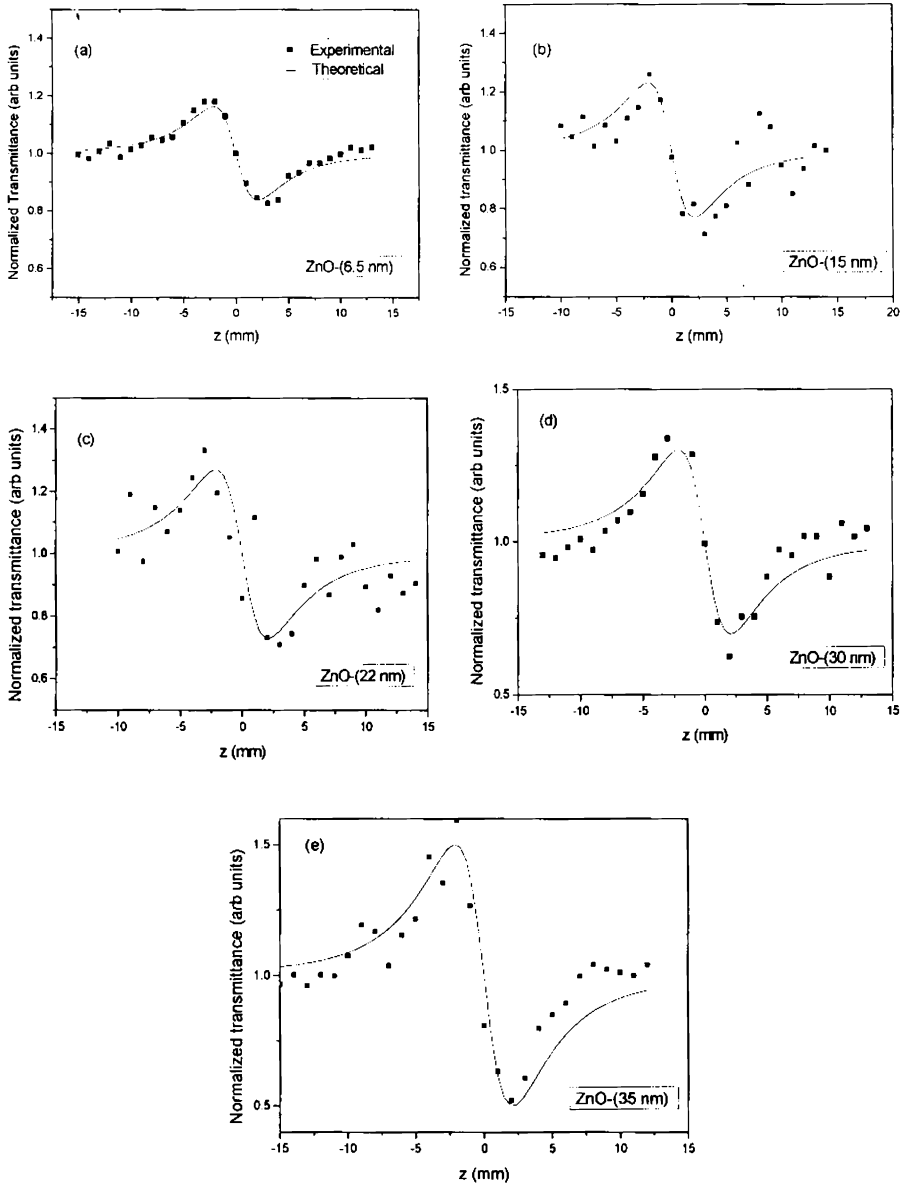 (a)
■ Experimental
— Theoretical
Normalized Transmittance (arb units)
1.4
1.2
1.0
0.8
0.6
-15 -10 -5 0 5 10 15
z (mm)
ZnO-(6.5 nm)
(b)
Normalized transmittance (arb units)
1.4
1.2
1.0
0.8
0.6
-15 -10 -5 0 5 10 15 20
z (mm)
ZnO-(15 nm)
(c)
Normalized transmittance (arb units)
1.4
1.2
1.0
0.8
0.6
-15 -10 -5 0 5 10 15
z (mm)
ZnO-(22 nm)
(d)
Normalized transmittance (arb units)
1.5
1.0
0.5
-15 -10 -5 0 5 10 15
z (mm)
ZnO-(30 nm)
(e)
Normalized transmittance (arb units)
1.5
1.0
0.5
-15 -10 -5 0 5 10 15
z (mm)
ZnO-(35 nm)